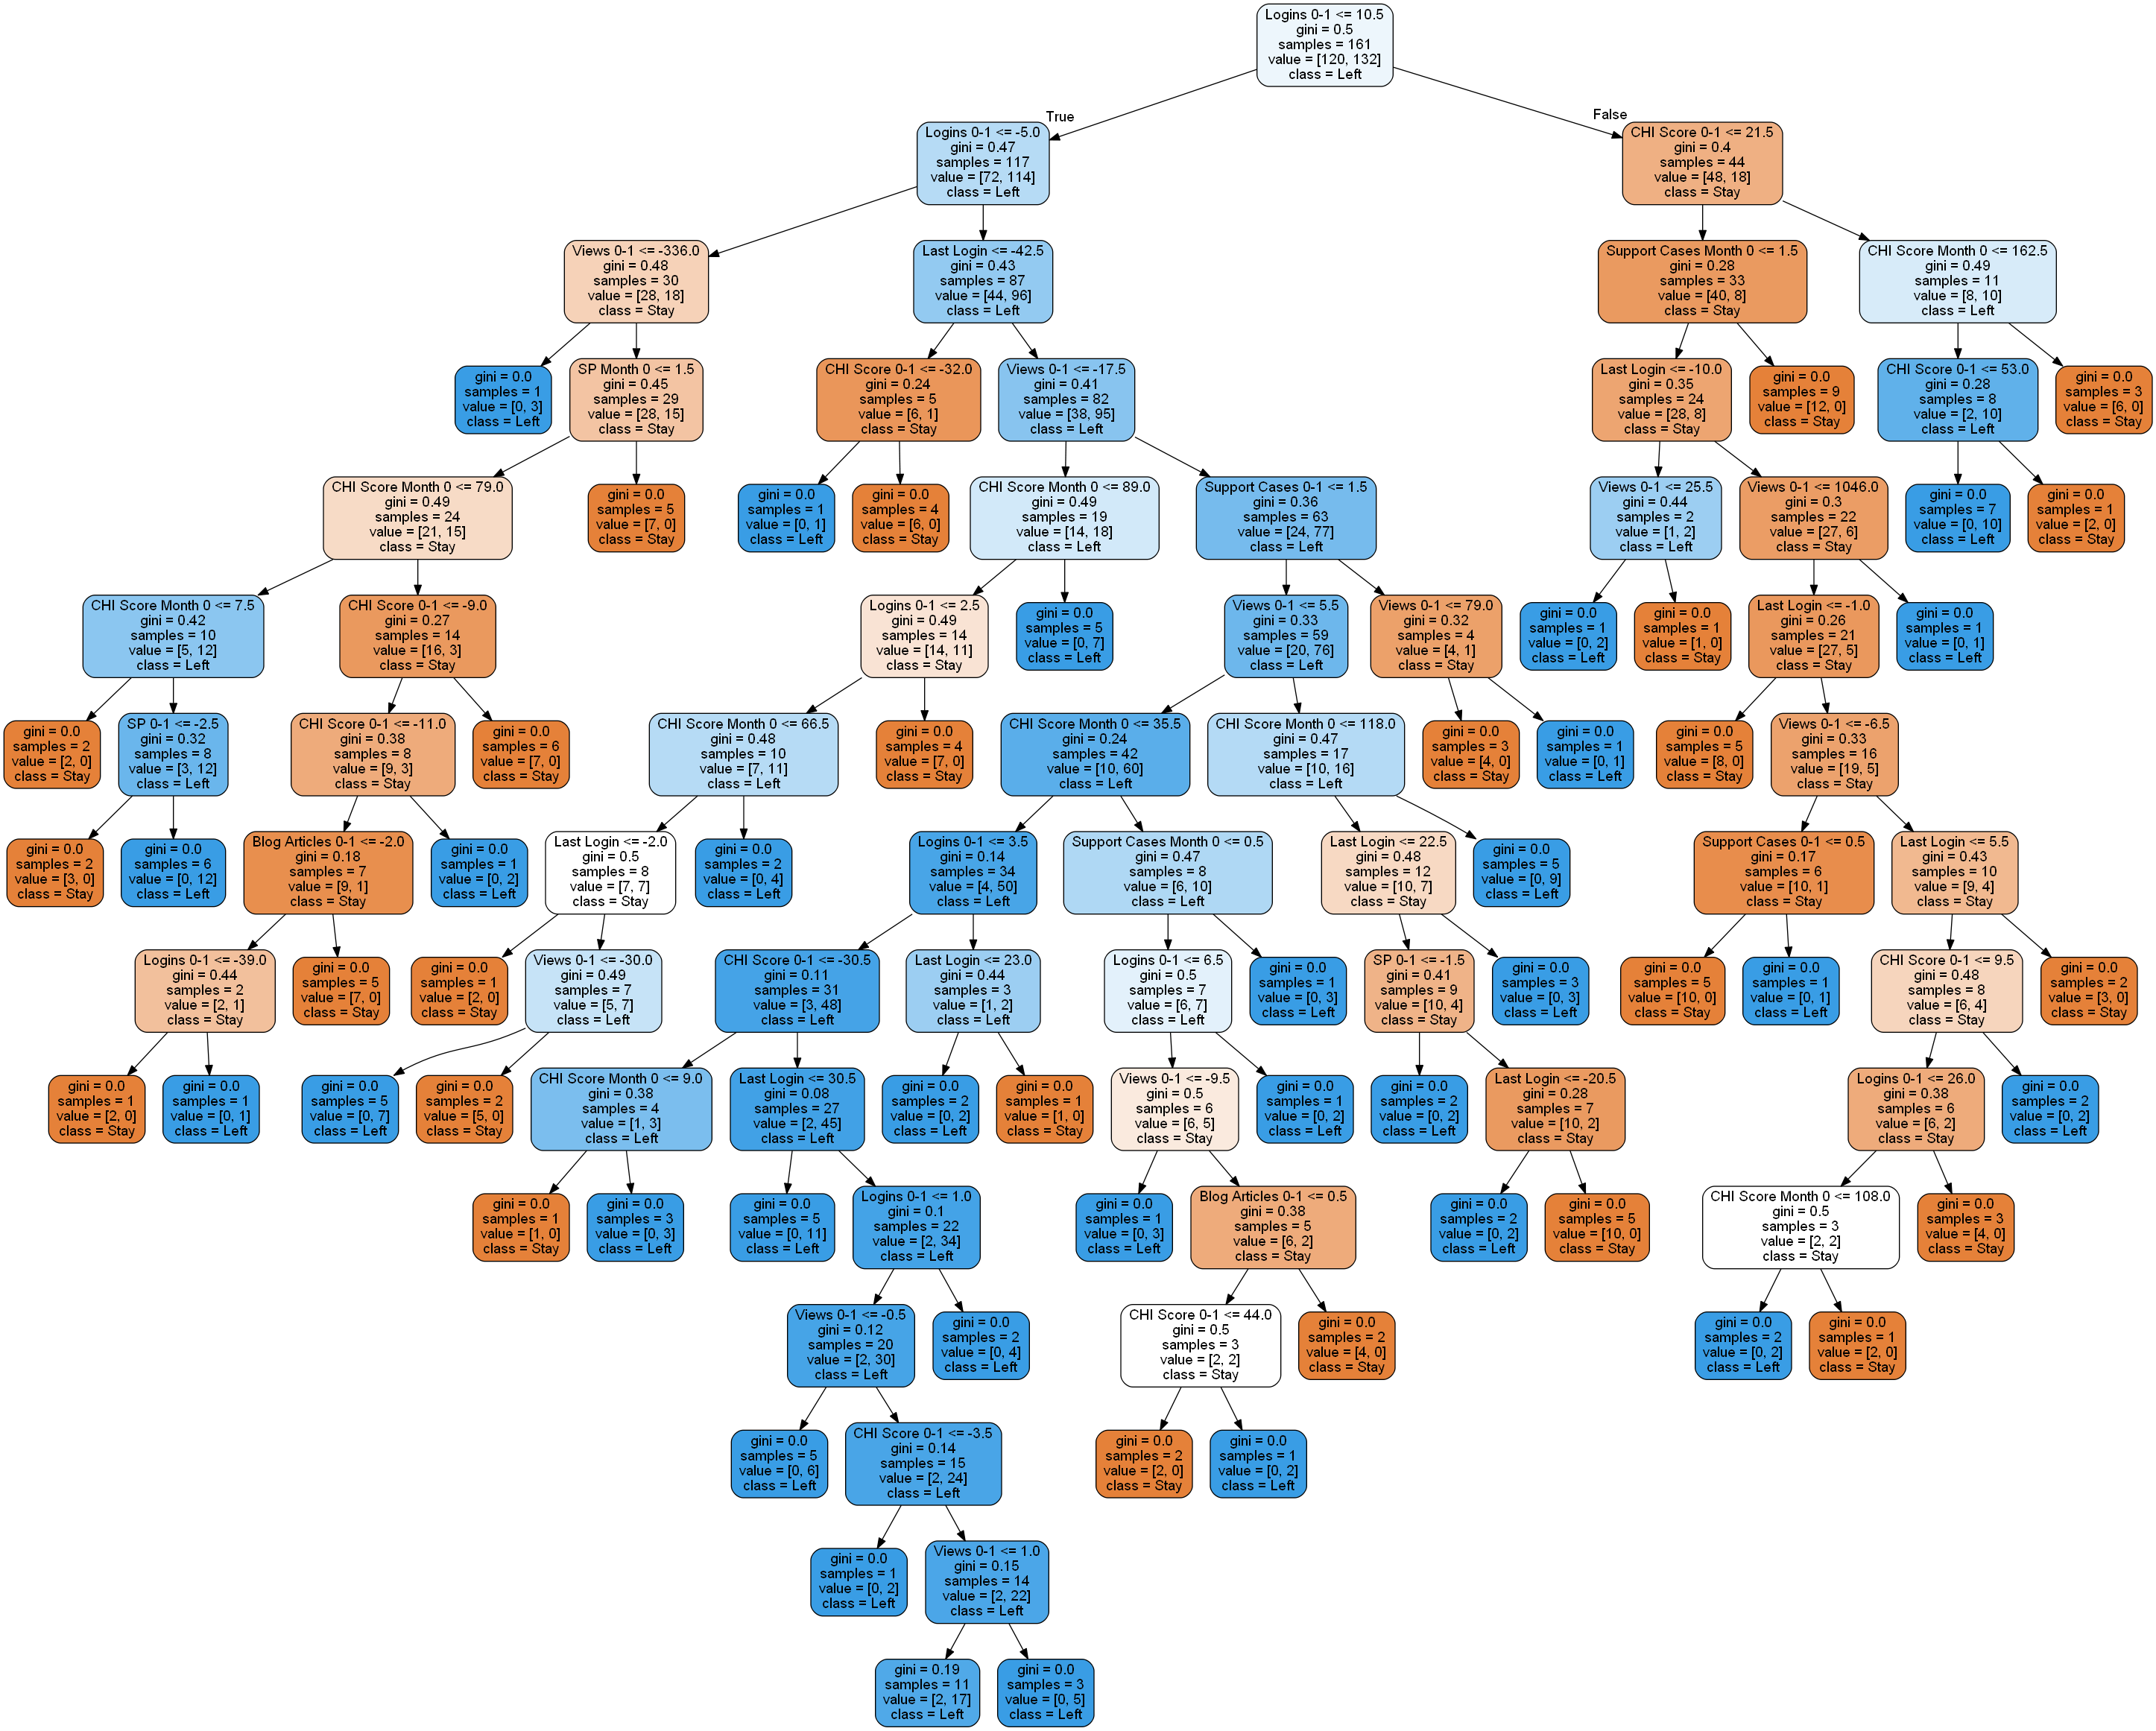 Logins 0-1 <= 10.5
gini = 0.5
samples = 161
value = [120, 132]
class = Left
True
False
Logins 0-1 <= -5.0
gini = 0.47
samples = 117
value = [72, 114]
class = Left
CHI Score 0-1 <= 21.5
gini = 0.4
samples = 44
value = [48, 18]
class = Stay
Views 0-1 <= -336.0
gini = 0.48
samples = 30
value = [28, 18]
class = Stay
Last Login <= -42.5
gini = 0.43
samples = 87
value = [44, 96]
class = Left
Support Cases Month 0 <= 1.5
gini = 0.28
samples = 33
value = [40, 8]
class = Stay
CHI Score Month 0 <= 162.5
gini = 0.49
samples = 11
value = [8, 10]
class = Left
gini = 0.0
samples = 1
value = [0, 3]
class = Left
SP Month 0 <= 1.5
gini = 0.45
samples = 29
value = [28, 15]
class = Stay
CHI Score 0-1 <= -32.0
gini = 0.24
samples = 5
value = [6, 1]
class = Stay
Views 0-1 <= -17.5
gini = 0.41
samples = 82
value = [38, 95]
class = Left
Last Login <= -10.0
gini = 0.35
samples = 24
value = [28, 8]
class = Stay
gini = 0.0
samples = 9
value = [12, 0]
class = Stay
CHI Score 0-1 <= 53.0
gini = 0.28
samples = 8
value = [2, 10]
class = Left
gini = 0.0
samples = 3
value = [6, 0]
class = Stay
CHI Score Month 0 <= 79.0
gini = 0.49
samples = 24
value = [21, 15]
class = Stay
gini = 0.0
samples = 5
value = [7, 0]
class = Stay
gini = 0.0
samples = 1
value = [0, 1]
class = Left
gini = 0.0
samples = 4
value = [6, 0]
class = Stay
CHI Score Month 0 <= 89.0
gini = 0.49
samples = 19
value = [14, 18]
class = Left
Support Cases 0-1 <= 1.5
gini = 0.36
samples = 63
value = [24, 77]
class = Left
Views 0-1 <= 25.5
gini = 0.44
samples = 2
value = [1, 2]
class = Left
Views 0-1 <= 1046.0
gini = 0.3
samples = 22
value = [27, 6]
class = Stay
gini = 0.0
samples = 7
value = [0, 10]
class = Left
gini = 0.0
samples = 1
value = [2, 0]
class = Stay
CHI Score Month 0 <= 7.5
gini = 0.42
samples = 10
value = [5, 12]
class = Left
CHI Score 0-1 <= -9.0
gini = 0.27
samples = 14
value = [16, 3]
class = Stay
Logins 0-1 <= 2.5
gini = 0.49
samples = 14
value = [14, 11]
class = Stay
gini = 0.0
samples = 5
value = [0, 7]
class = Left
Views 0-1 <= 5.5
gini = 0.33
samples = 59
value = [20, 76]
class = Left
Views 0-1 <= 79.0
gini = 0.32
samples = 4
value = [4, 1]
class = Stay
gini = 0.0
samples = 1
value = [0, 2]
class = Left
gini = 0.0
samples = 1
value = [1, 0]
class = Stay
Last Login <= -1.0
gini = 0.26
samples = 21
value = [27, 5]
class = Stay
gini = 0.0
samples = 1
value = [0, 1]
class = Left
gini = 0.0
samples = 2
value = [2, 0]
class = Stay
SP 0-1 <= -2.5
gini = 0.32
samples = 8
value = [3, 12]
class = Left
CHI Score 0-1 <= -11.0
gini = 0.38
samples = 8
value = [9, 3]
class = Stay
gini = 0.0
samples = 6
value = [7, 0]
class = Stay
CHI Score Month 0 <= 66.5
gini = 0.48
samples = 10
value = [7, 11]
class = Left
gini = 0.0
samples = 4
value = [7, 0]
class = Stay
CHI Score Month 0 <= 35.5
gini = 0.24
samples = 42
value = [10, 60]
class = Left
CHI Score Month 0 <= 118.0
gini = 0.47
samples = 17
value = [10, 16]
class = Left
gini = 0.0
samples = 3
value = [4, 0]
class = Stay
gini = 0.0
samples = 1
value = [0, 1]
class = Left
gini = 0.0
samples = 5
value = [8, 0]
class = Stay
Views 0-1 <= -6.5
gini = 0.33
samples = 16
value = [19, 5]
class = Stay
gini = 0.0
samples = 2
value = [3, 0]
class = Stay
gini = 0.0
samples = 6
value = [0, 12]
class = Left
Blog Articles 0-1 <= -2.0
gini = 0.18
samples = 7
value = [9, 1]
class = Stay
gini = 0.0
samples = 1
value = [0, 2]
class = Left
Last Login <= -2.0
gini = 0.5
samples = 8
value = [7, 7]
class = Stay
gini = 0.0
samples = 2
value = [0, 4]
class = Left
Logins 0-1 <= 3.5
gini = 0.14
samples = 34
value = [4, 50]
class = Left
Support Cases Month 0 <= 0.5
gini = 0.47
samples = 8
value = [6, 10]
class = Left
Last Login <= 22.5
gini = 0.48
samples = 12
value = [10, 7]
class = Stay
gini = 0.0
samples = 5
value = [0, 9]
class = Left
Support Cases 0-1 <= 0.5
gini = 0.17
samples = 6
value = [10, 1]
class = Stay
Last Login <= 5.5
gini = 0.43
samples = 10
value = [9, 4]
class = Stay
Logins 0-1 <= -39.0
gini = 0.44
samples = 2
value = [2, 1]
class = Stay
gini = 0.0
samples = 5
value = [7, 0]
class = Stay
gini = 0.0
samples = 1
value = [2, 0]
class = Stay
Views 0-1 <= -30.0
gini = 0.49
samples = 7
value = [5, 7]
class = Left
CHI Score 0-1 <= -30.5
gini = 0.11
samples = 31
value = [3, 48]
class = Left
Last Login <= 23.0
gini = 0.44
samples = 3
value = [1, 2]
class = Left
Logins 0-1 <= 6.5
gini = 0.5
samples = 7
value = [6, 7]
class = Left
gini = 0.0
samples = 1
value = [0, 3]
class = Left
SP 0-1 <= -1.5
gini = 0.41
samples = 9
value = [10, 4]
class = Stay
gini = 0.0
samples = 3
value = [0, 3]
class = Left
gini = 0.0
samples = 5
value = [10, 0]
class = Stay
gini = 0.0
samples = 1
value = [0, 1]
class = Left
CHI Score 0-1 <= 9.5
gini = 0.48
samples = 8
value = [6, 4]
class = Stay
gini = 0.0
samples = 2
value = [3, 0]
class = Stay
gini = 0.0
samples = 1
value = [2, 0]
class = Stay
gini = 0.0
samples = 1
value = [0, 1]
class = Left
gini = 0.0
samples = 5
value = [0, 7]
class = Left
gini = 0.0
samples = 2
value = [5, 0]
class = Stay
CHI Score Month 0 <= 9.0
gini = 0.38
samples = 4
value = [1, 3]
class = Left
Last Login <= 30.5
gini = 0.08
samples = 27
value = [2, 45]
class = Left
gini = 0.0
samples = 2
value = [0, 2]
class = Left
gini = 0.0
samples = 1
value = [1, 0]
class = Stay
Views 0-1 <= -9.5
gini = 0.5
samples = 6
value = [6, 5]
class = Stay
gini = 0.0
samples = 1
value = [0, 2]
class = Left
gini = 0.0
samples = 2
value = [0, 2]
class = Left
Last Login <= -20.5
gini = 0.28
samples = 7
value = [10, 2]
class = Stay
Logins 0-1 <= 26.0
gini = 0.38
samples = 6
value = [6, 2]
class = Stay
gini = 0.0
samples = 2
value = [0, 2]
class = Left
gini = 0.0
samples = 1
value = [1, 0]
class = Stay
gini = 0.0
samples = 3
value = [0, 3]
class = Left
gini = 0.0
samples = 5
value = [0, 11]
class = Left
Logins 0-1 <= 1.0
gini = 0.1
samples = 22
value = [2, 34]
class = Left
gini = 0.0
samples = 1
value = [0, 3]
class = Left
Blog Articles 0-1 <= 0.5
gini = 0.38
samples = 5
value = [6, 2]
class = Stay
gini = 0.0
samples = 2
value = [0, 2]
class = Left
gini = 0.0
samples = 5
value = [10, 0]
class = Stay
CHI Score Month 0 <= 108.0
gini = 0.5
samples = 3
value = [2, 2]
class = Stay
gini = 0.0
samples = 3
value = [4, 0]
class = Stay
Views 0-1 <= -0.5
gini = 0.12
samples = 20
value = [2, 30]
class = Left
gini = 0.0
samples = 2
value = [0, 4]
class = Left
CHI Score 0-1 <= 44.0
gini = 0.5
samples = 3
value = [2, 2]
class = Stay
gini = 0.0
samples = 2
value = [4, 0]
class = Stay
gini = 0.0
samples = 2
value = [0, 2]
class = Left
gini = 0.0
samples = 1
value = [2, 0]
class = Stay
gini = 0.0
samples = 5
value = [0, 6]
class = Left
CHI Score 0-1 <= -3.5
gini = 0.14
samples = 15
value = [2, 24]
class = Left
gini = 0.0
samples = 2
value = [2, 0]
class = Stay
gini = 0.0
samples = 1
value = [0, 2]
class = Left
gini = 0.0
samples = 1
value = [0, 2]
class = Left
Views 0-1 <= 1.0
gini = 0.15
samples = 14
value = [2, 22]
class = Left
gini = 0.19
samples = 11
value = [2, 17]
class = Left
gini = 0.0
samples = 3
value = [0, 5]
class = Left